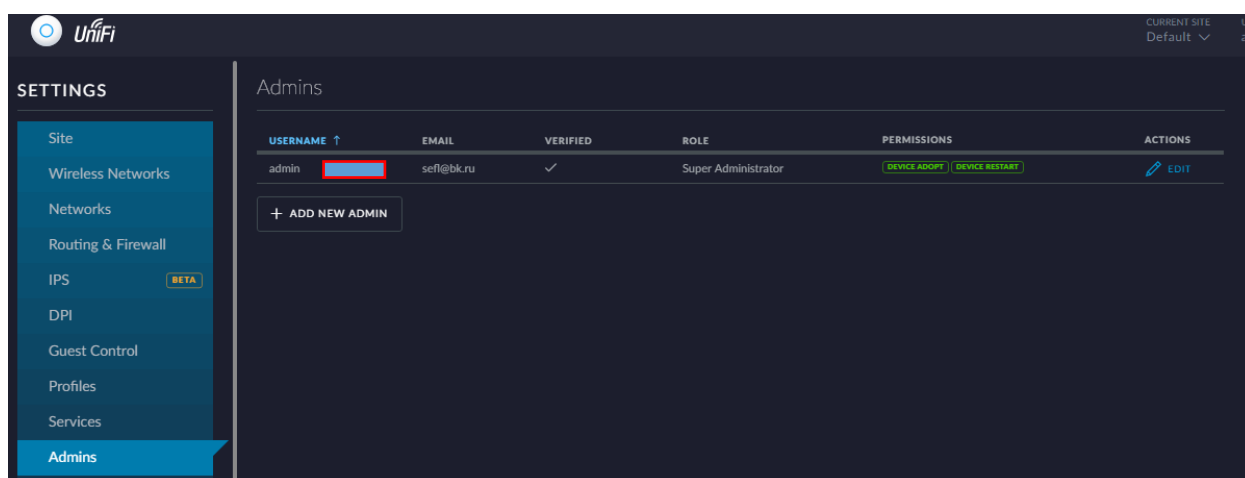 UniFi
CURRENT SITE
Default
SETTINGS
Admins
Site
Wireless Networks
Networks
Routing & Firewall
IPS BETA
DPI
Guest Control
Profiles
Services
Admins
USERNAME ↑ EMAIL VERIFIED ROLE PERMISSIONS ACTIONS
admin sefl@bk.ru ✓ Super Administrator DEVICE ADOPT DEVICE RESTART EDIT
+ ADD NEW ADMIN